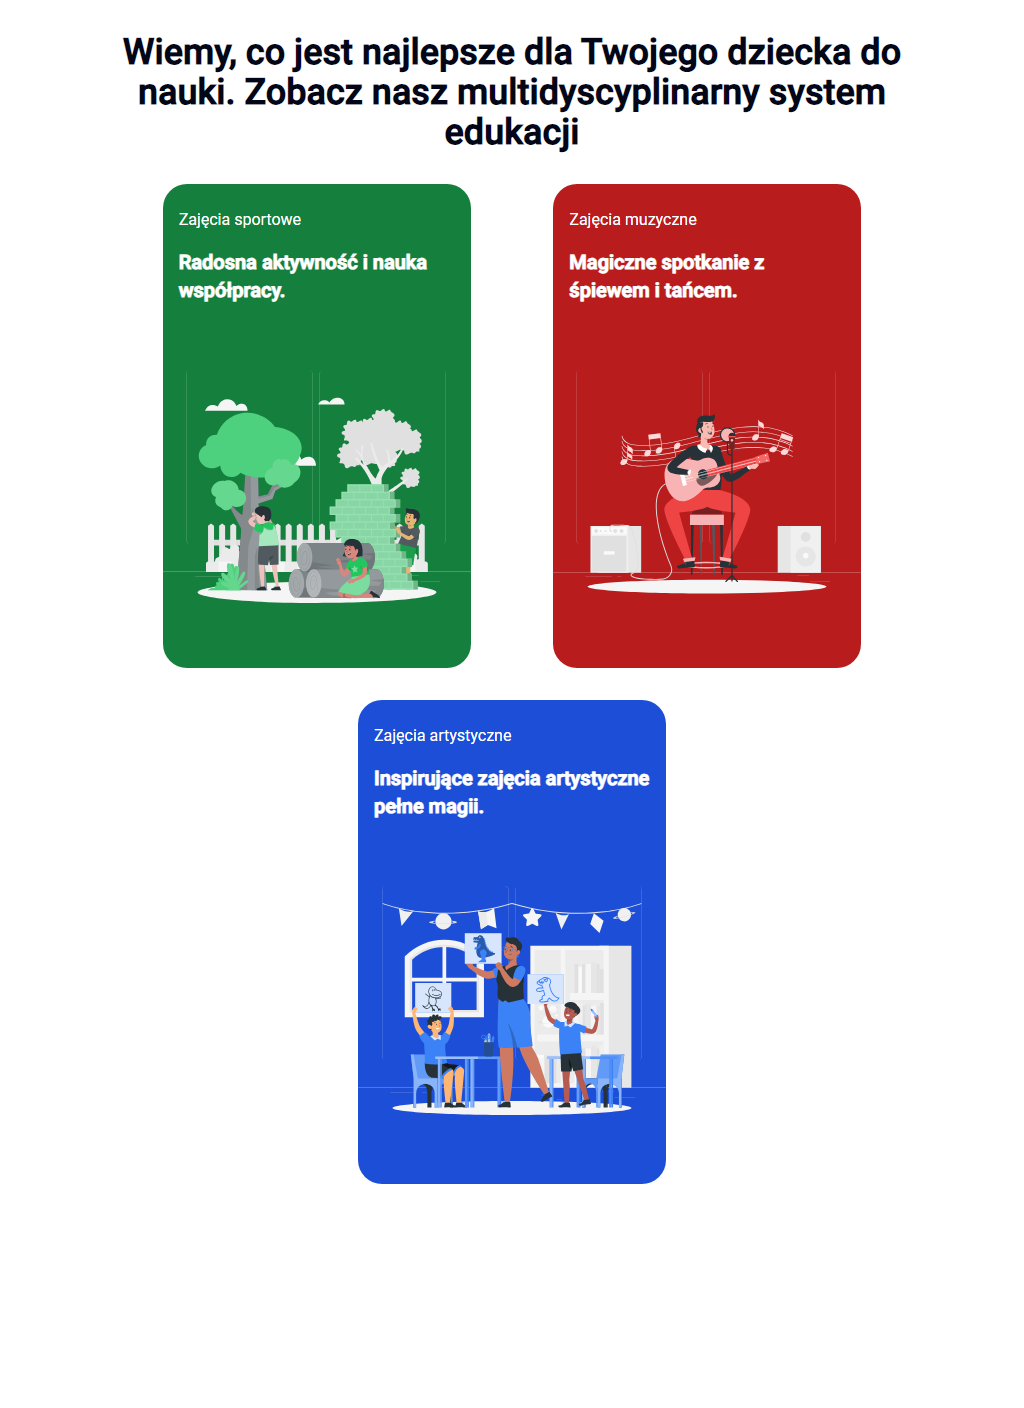 Wiemy, co jest najlepsze dla Twojego dziecka do
nauki. Zobacz nasz multidyscyplinarny system
edukacji
Zajęcia sportowe
Radosna aktywność i nauka
współpracy.
Zajęcia muzyczne
Magiczne spotkanie z
śpiewem i tańcem.
Zajęcia artystyczne
Inspirujące zajęcia artystyczne
pełne magii.